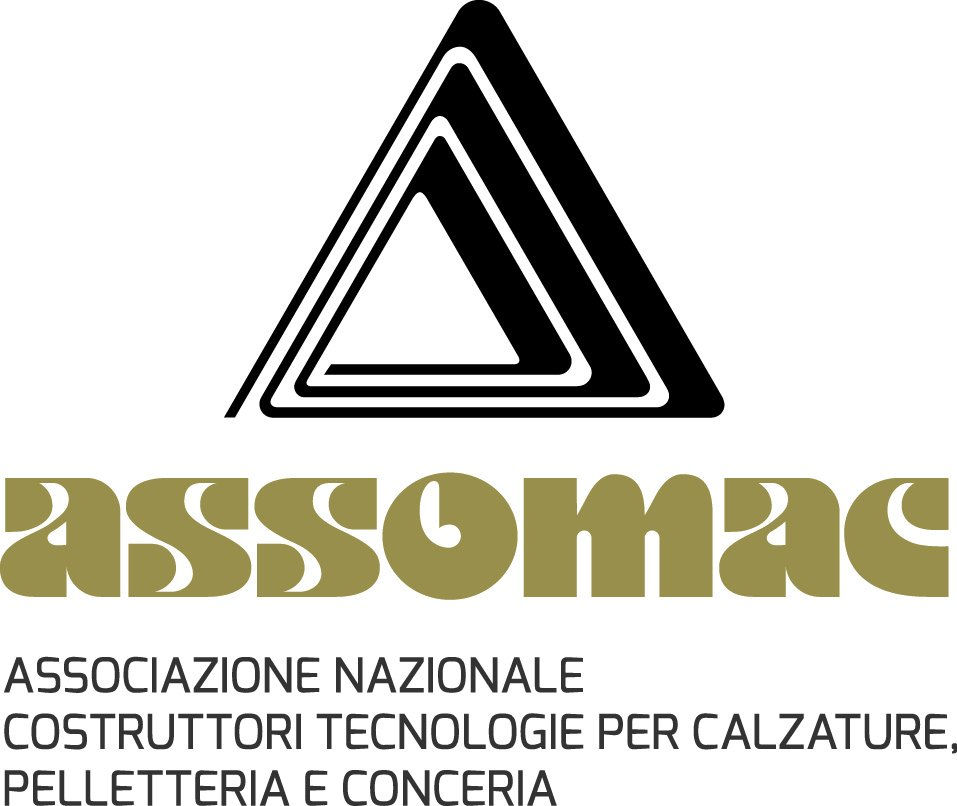 assomac
ASSOCIAZIONE NAZIONALE
COSTRUTTORI TECNOLOGIE PER CALZATURE,
PELLETTERIA E CONCERIA